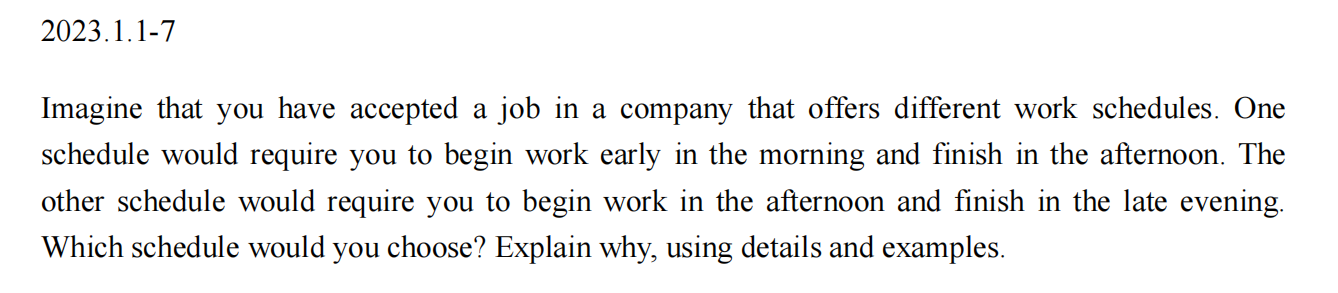 2023.1.1-7
Imagine that you have accepted a job in a company that offers different work schedules. One
schedule would require you to begin work early in the morning and finish in the afternoon. The
other schedule would require you to begin work in the afternoon and finish in the late evening.
Which schedule would you choose? Explain why, using details and examples.